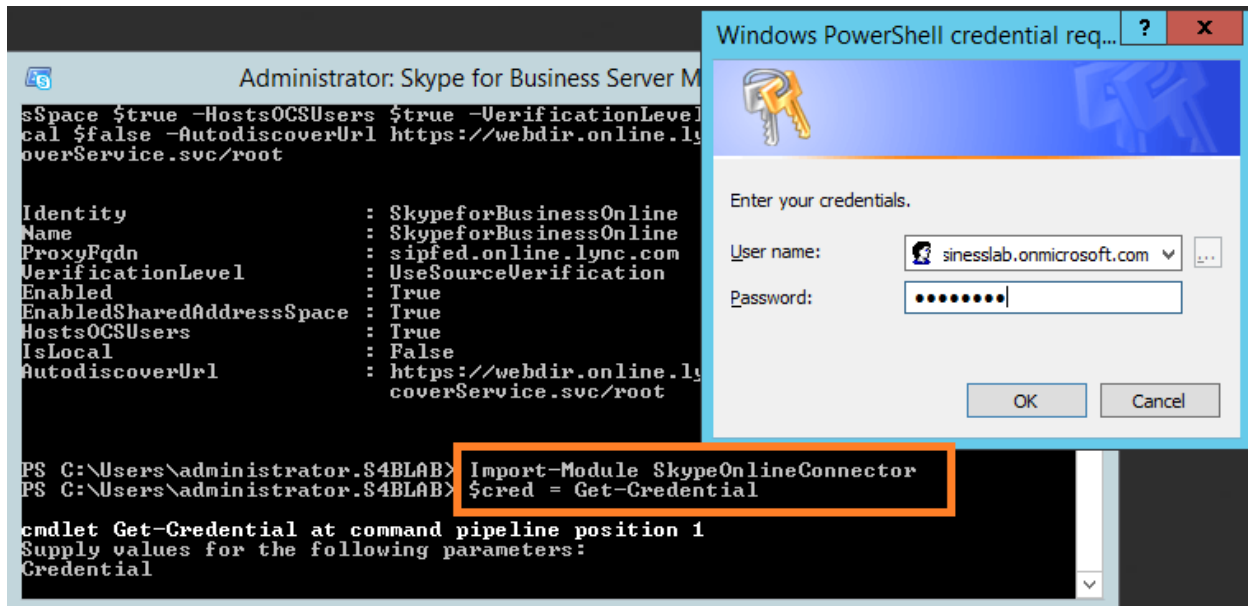 Administrator: Skype for Business Server M
sSpace $true -HostsOCSUsers $true -VerificationLevel
cal $false -AutodiscoverUrl https://webdir.online.ly
overService.svc/root
Identity : SkypeforBusinessOnline
Name : SkypeforBusinessOnline
ProxyFqdn : sipfed.online.lync.com
VerificationLevel : UseSourceVerification
Enabled : True
EnabledSharedAddressSpace : True
HostsOCSUsers : True
IsLocal : False
AutodiscoverUrl : https://webdir.online.ly
coverService.svc/root
PS C:\Users\administrator.S4BLAB> Import-Module SkypeOnlineConnector
PS C:\Users\administrator.S4BLAB> $cred = Get-Credential
cmdlet Get-Credential at command pipeline position 1
Supply values for the following parameters:
Credential
Windows PowerShell credential req...
? x
Enter your credentials.
User name: sinesslab.onmicrosoft.com ...
Password: ••••••••
OK Cancel